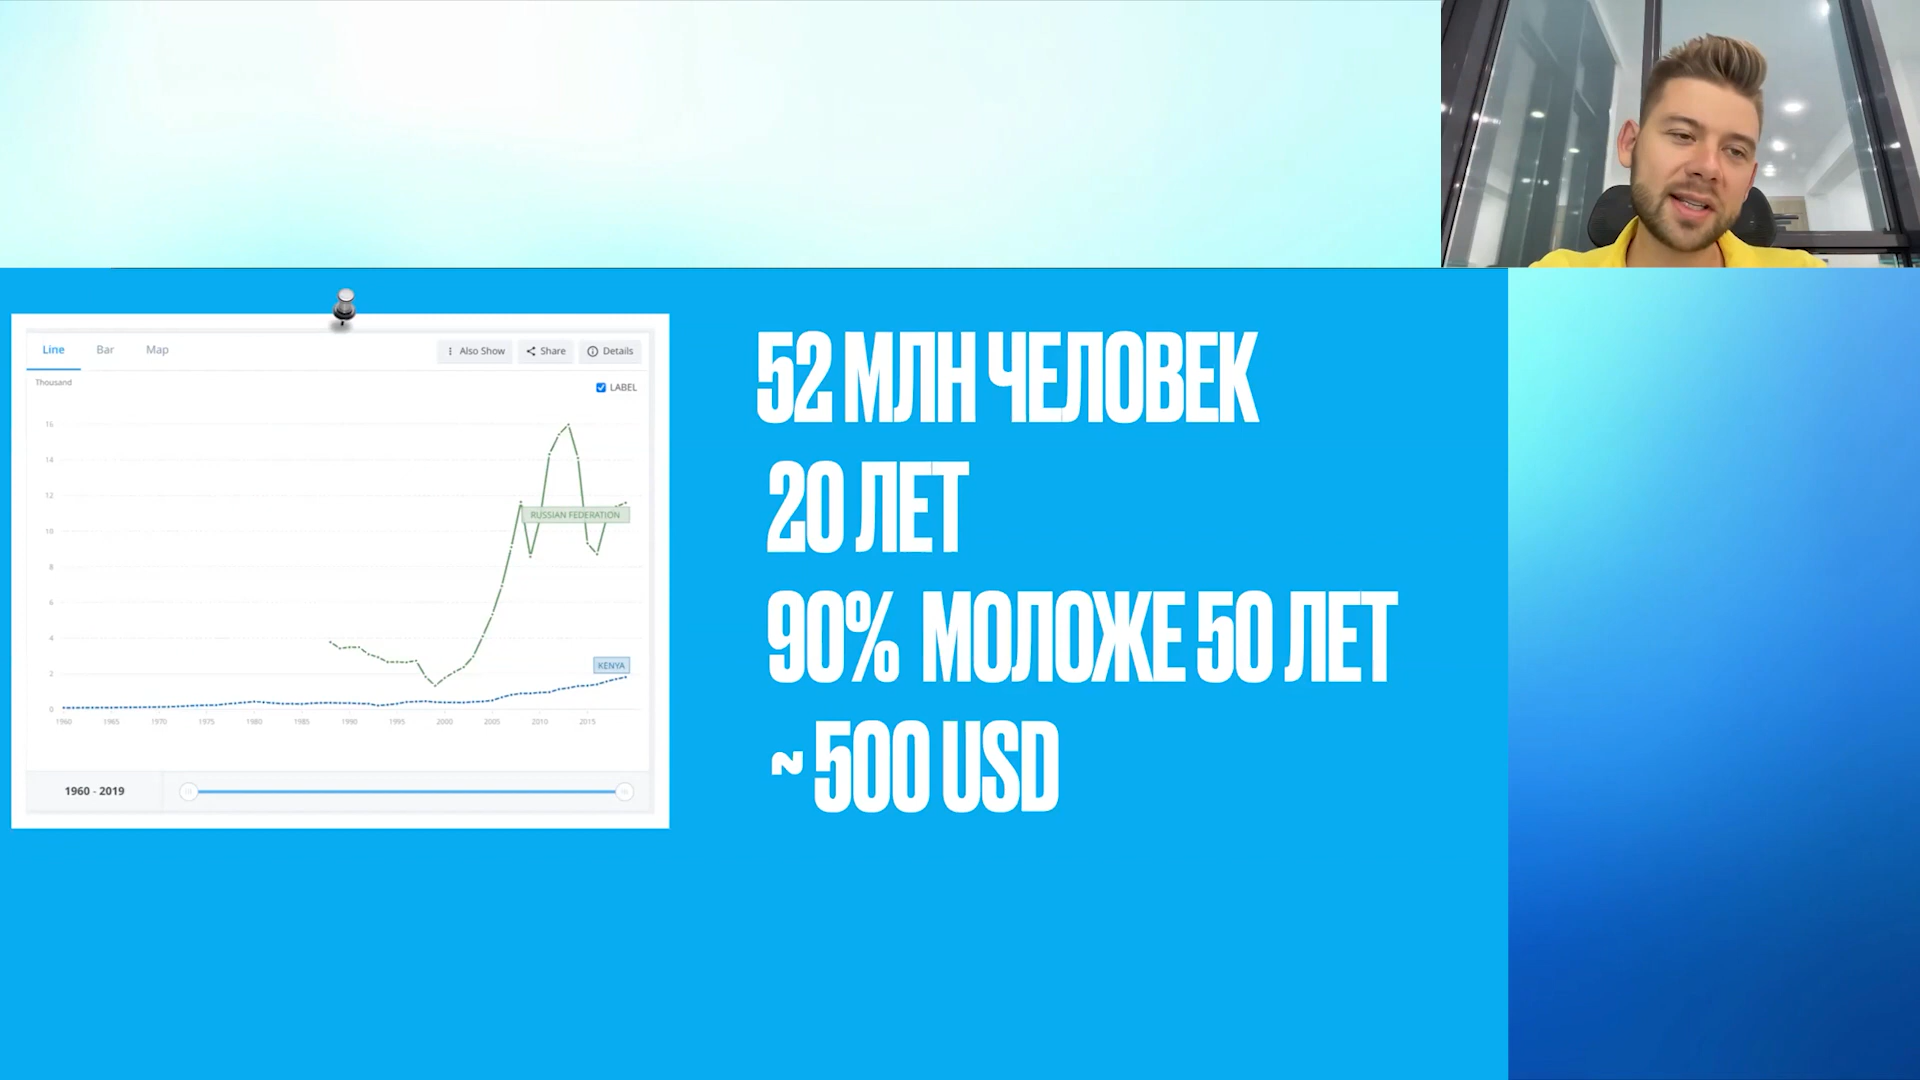 Line Bar Map
Also Show Share Details
Thousand
LABEL
16
14
12
RUSSIAN FEDERATION
10
8
6
4
KENYA
2
0
1960 1965 1970 1975 1980 1985 1990 1995 2000 2005 2010 2015
1960 - 2019
52 МЛН ЧЕЛОВЕК
20 ЛЕТ
90% МОЛОЖЕ 50 ЛЕТ
~ 500 USD